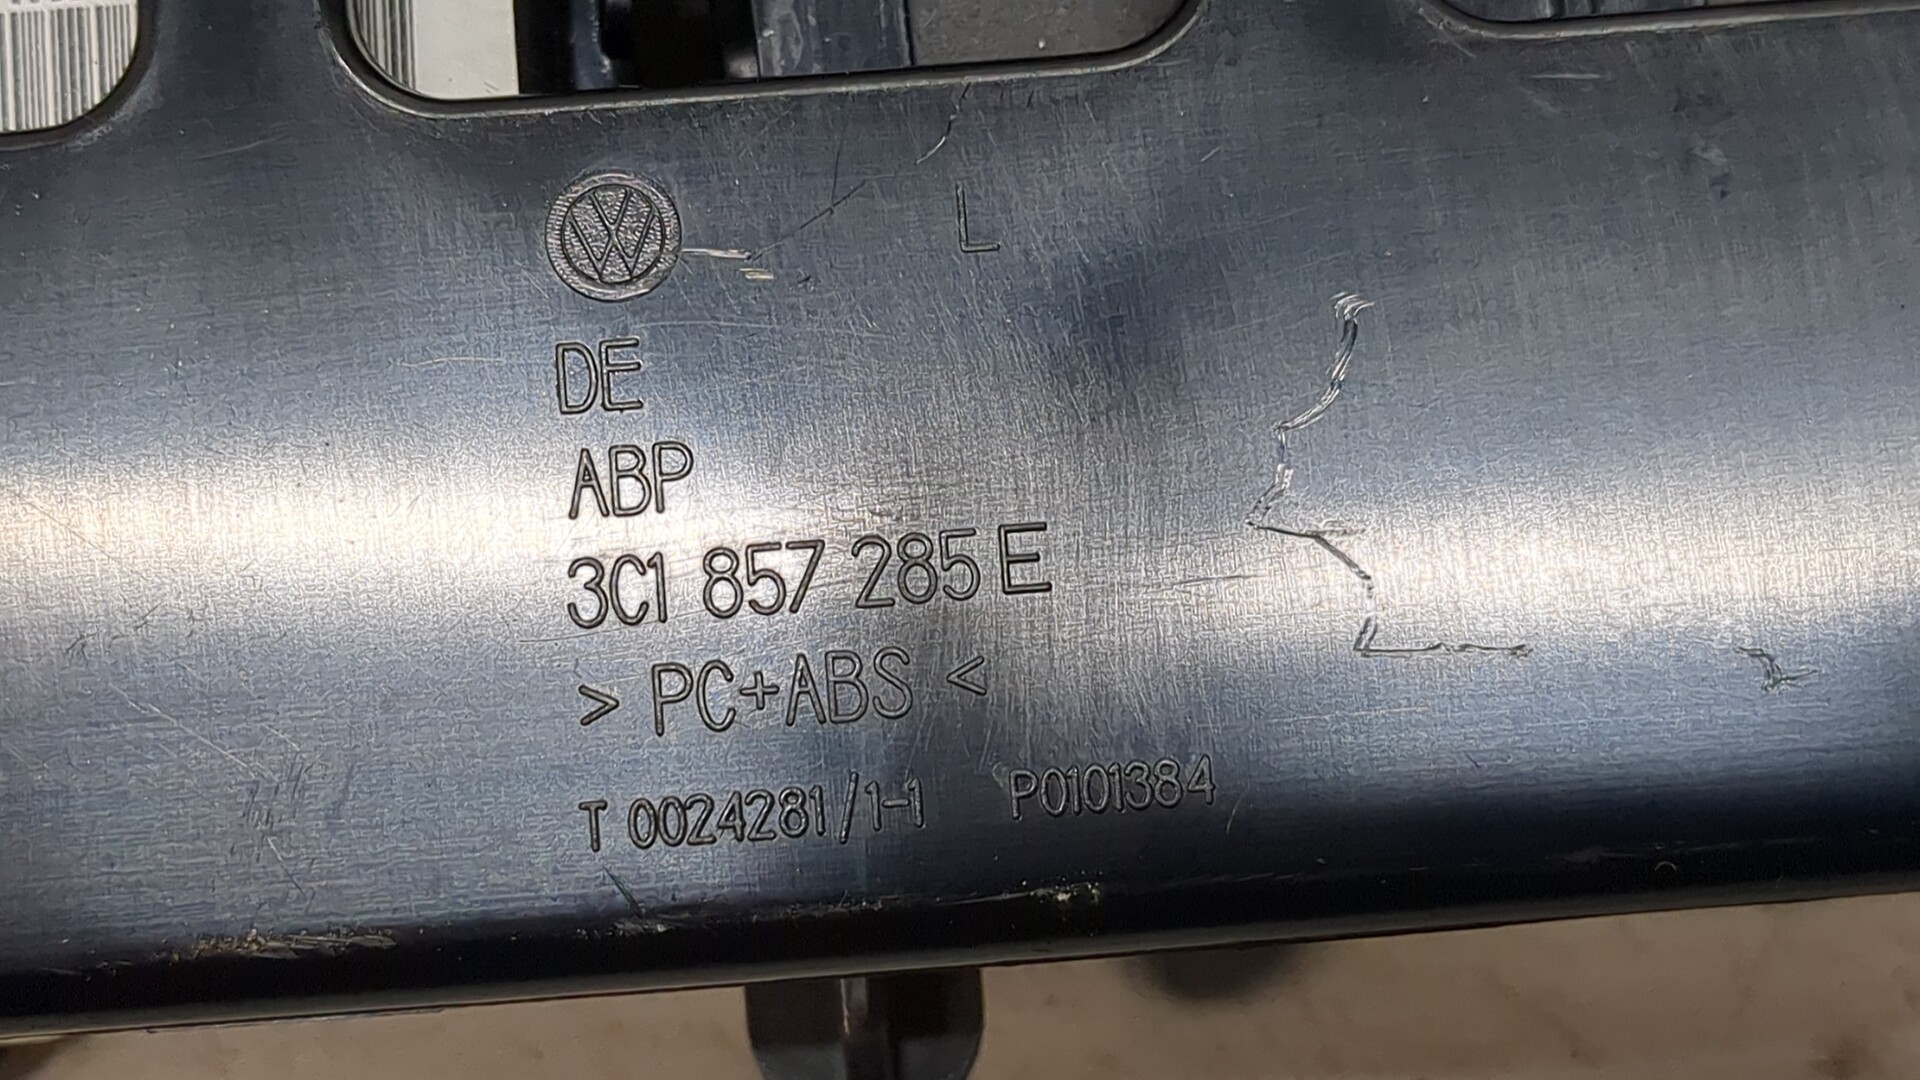 L
DE
ABP
3C1 857 285 E
> PC+ABS <
T 0024281/1-1 P0101384